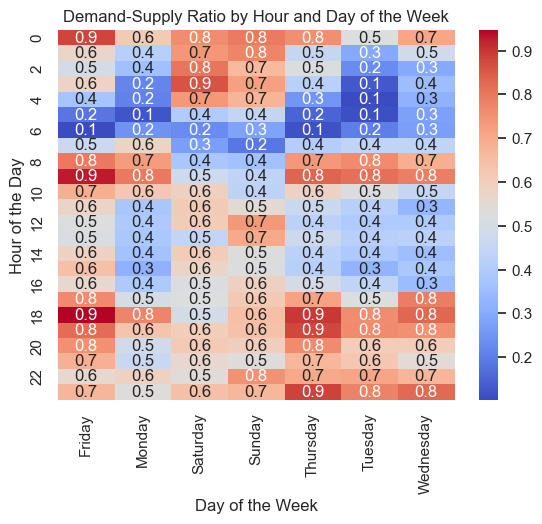 Demand-Supply Ratio by Hour and Day of the Week
Hour of the Day
0 0.9 0.6 0.8 0.8 0.8 0.5 0.7
0.6 0.4 0.7 0.8 0.5 0.3 0.5
2 0.5 0.4 0.8 0.7 0.5 0.2 0.3
0.6 0.2 0.9 0.7 0.4 0.1 0.4
4 0.4 0.2 0.7 0.7 0.3 0.1 0.3
0.2 0.1 0.4 0.4 0.2 0.1 0.3
6 0.1 0.2 0.2 0.3 0.1 0.2 0.3
0.5 0.6 0.3 0.2 0.4 0.4 0.4
8 0.8 0.7 0.4 0.4 0.7 0.8 0.7
0.9 0.8 0.5 0.4 0.8 0.8 0.8
10 0.7 0.6 0.6 0.4 0.6 0.5 0.5
0.6 0.4 0.6 0.5 0.5 0.4 0.3
12 0.5 0.4 0.6 0.7 0.4 0.4 0.4
0.5 0.4 0.5 0.7 0.5 0.4 0.4
14 0.6 0.4 0.6 0.5 0.4 0.4 0.4
0.6 0.3 0.6 0.5 0.4 0.3 0.4
16 0.6 0.4 0.5 0.6 0.5 0.4 0.3
0.8 0.5 0.5 0.6 0.7 0.5 0.8
18 0.9 0.8 0.5 0.6 0.9 0.8 0.8
0.8 0.6 0.6 0.6 0.9 0.8 0.8
20 0.8 0.5 0.6 0.6 0.8 0.6 0.6
0.7 0.5 0.6 0.5 0.7 0.6 0.5
22 0.6 0.6 0.5 0.8 0.7 0.7 0.7
0.7 0.5 0.6 0.7 0.9 0.8 0.8
Friday Monday Saturday Sunday Thursday Tuesday Wednesday
Day of the Week
0.9
0.8
0.7
0.6
0.5
0.4
0.3
0.2